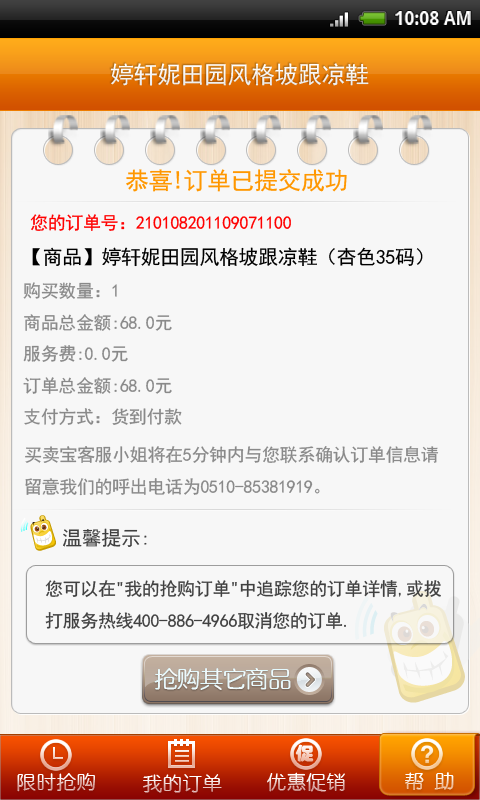 10:08 AM
婷轩妮田园风格坡跟凉鞋
恭喜!订单已提交成功
您的订单号：210108201109071100
【商品】婷轩妮田园风格坡跟凉鞋（杏色35码）
购买数量：1
商品总金额:68.0元
服务费:0.0元
订单总金额:68.0元
支付方式：货到付款
买卖宝客服小姐将在5分钟内与您联系确认订单信息请
留意我们的呼出电话为0510-85381919。
温馨提示:
您可以在"我的抢购订单"中追踪您的订单详情,或拨
打服务热线400-886-4966取消您的订单.
抢购其它商品
促
限时抢购 我的订单 优惠促销 帮 助